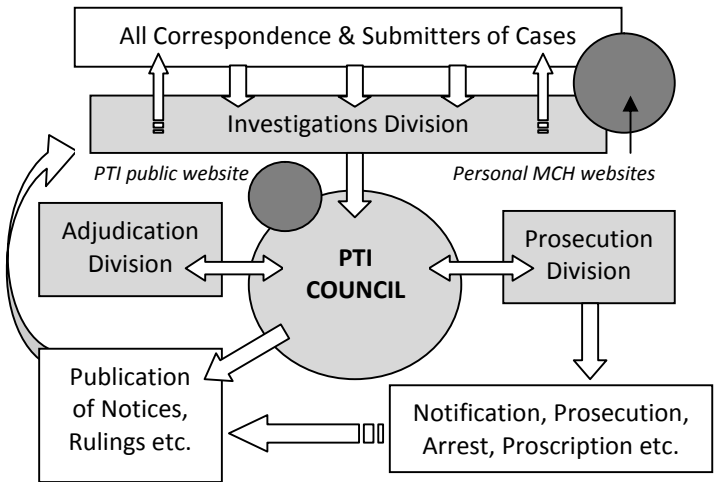 All Correspondence & Submitters of Cases
Investigations Division
PTI public website
Personal MCH websites
Adjudication
Division
PTI
COUNCIL
Prosecution
Division
Publication
of Notices,
Rulings etc.
Notification, Prosecution,
Arrest, Proscription etc.